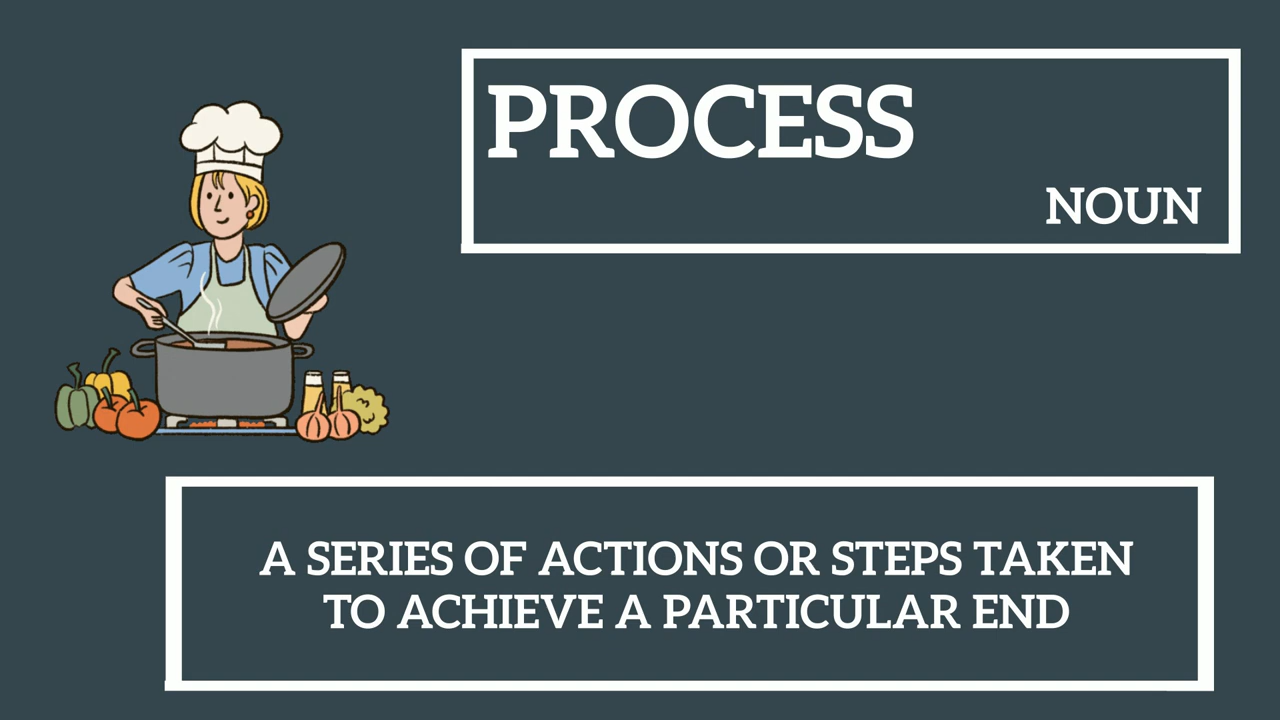 PROCESS
NOUN
A SERIES OF ACTIONS OR STEPS TAKEN
TO ACHIEVE A PARTICULAR END